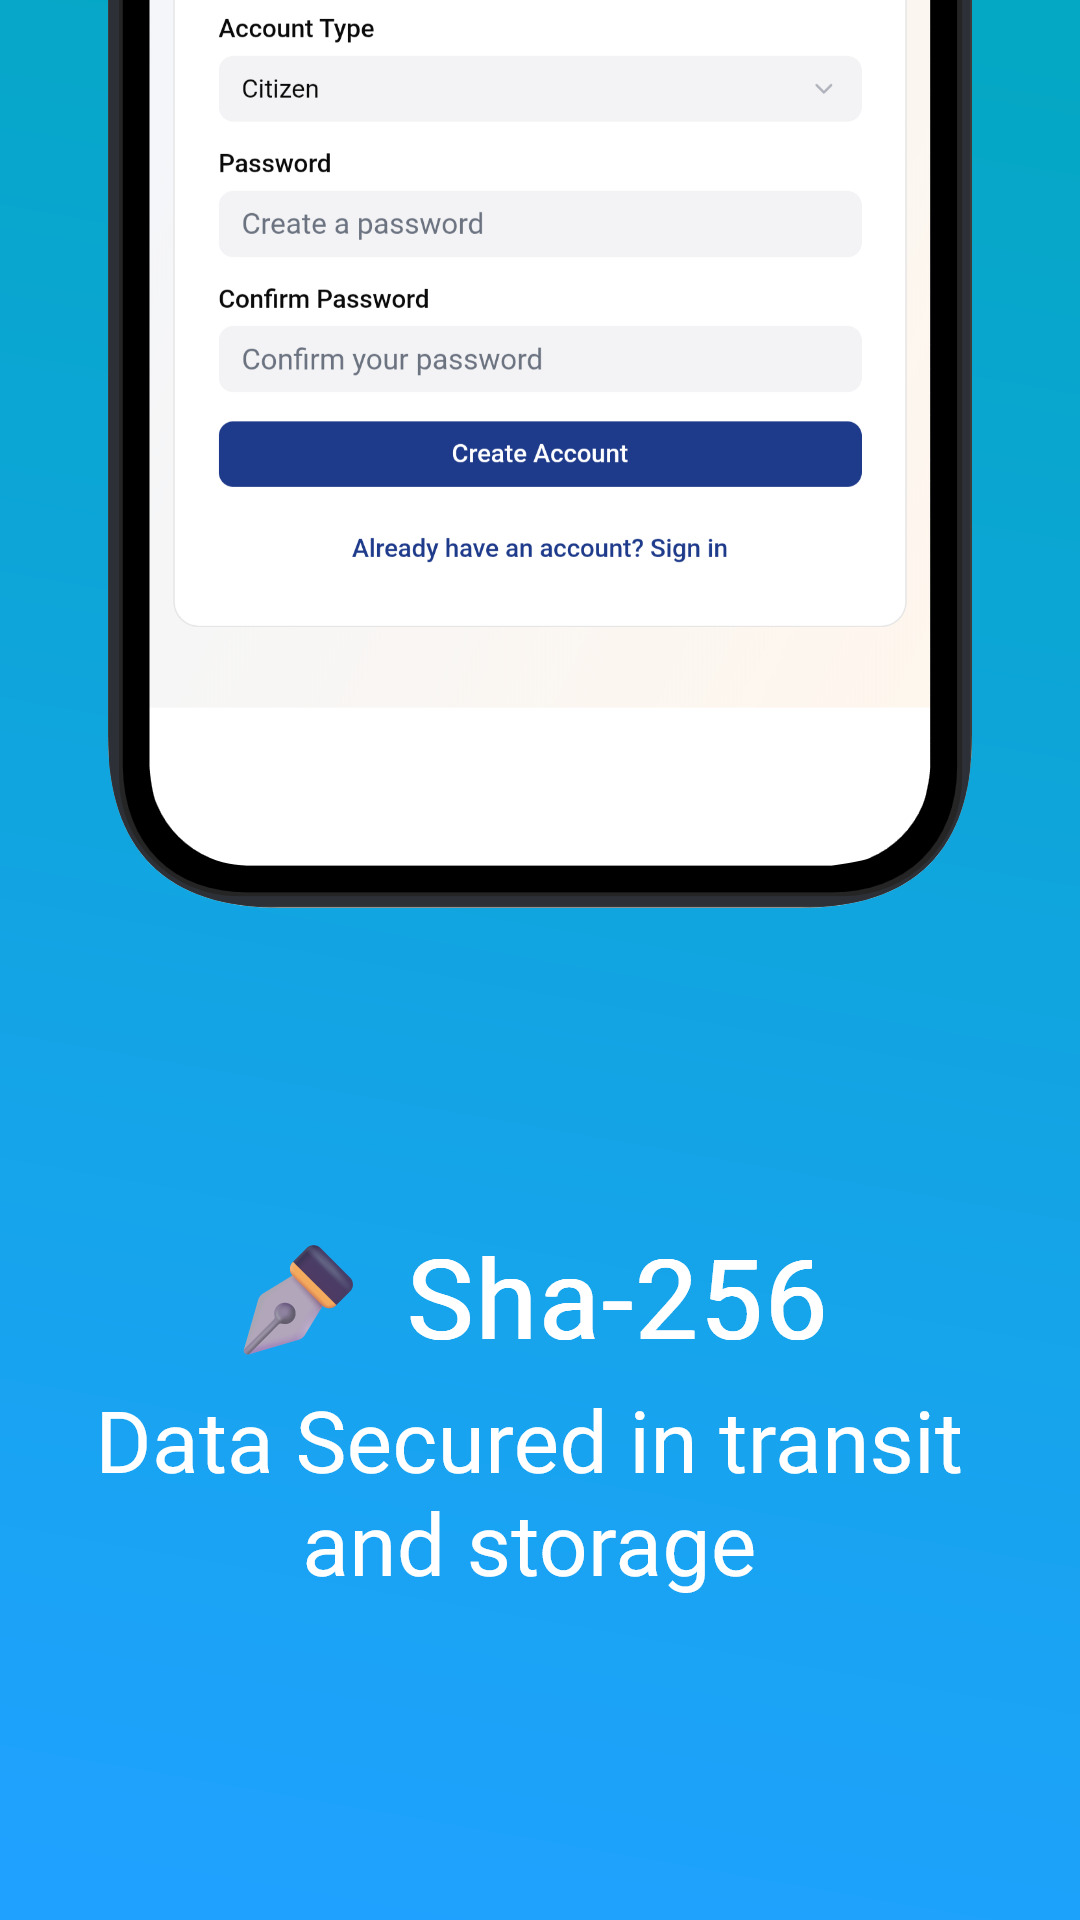 Account Type
Citizen
Password
Create a password
Confirm Password
Confirm your password
Create Account
Already have an account? Sign in
Sha-256
Data Secured in transit
and storage